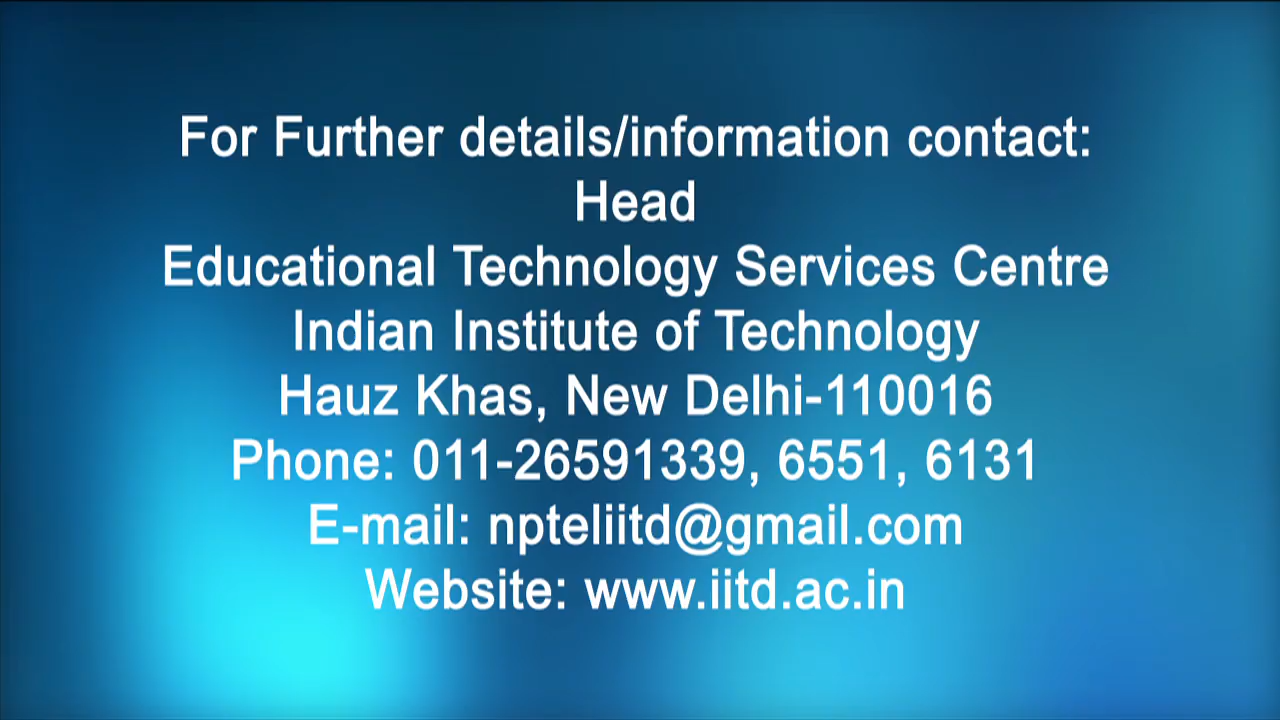 For Further details/information contact:
Head
Educational Technology Services Centre
Indian Institute of Technology
Hauz Khas, New Delhi-110016
Phone: 011-26591339, 6551, 6131
E-mail: npteliitd@gmail.com
Website: www.iitd.ac.in